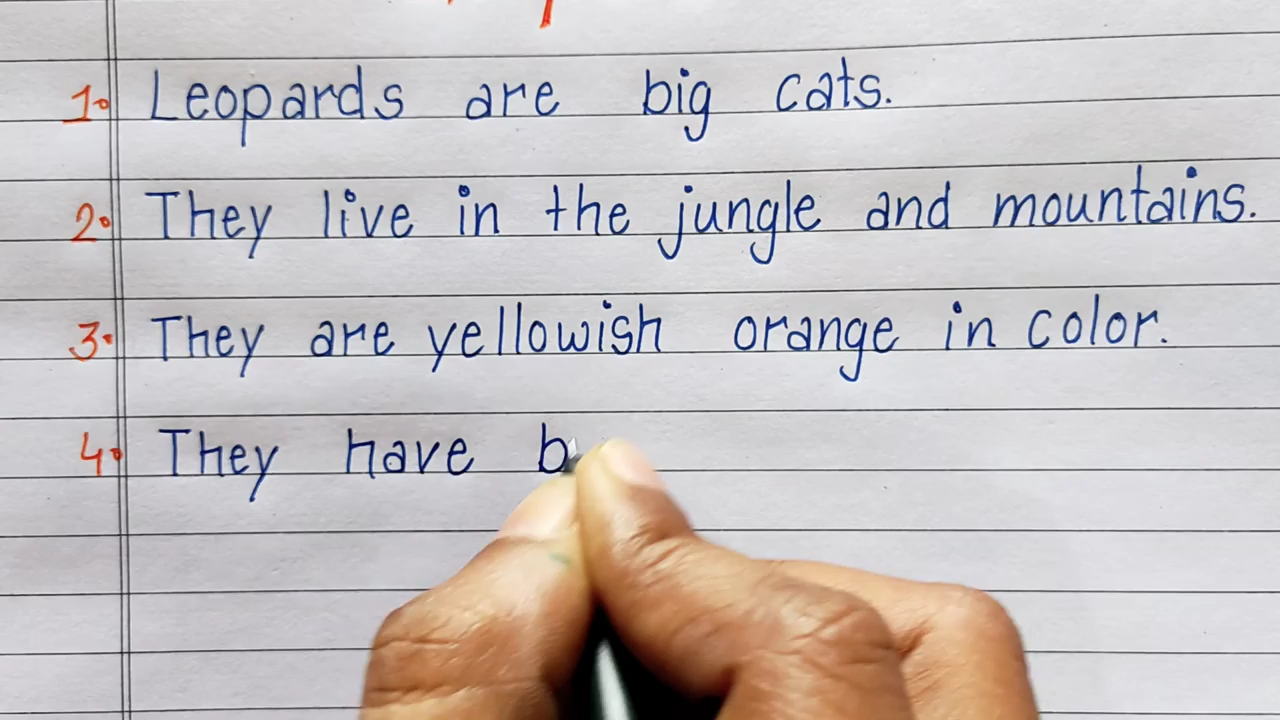 1. Leopards are big cats.
2. They live in the jungle and mountains.
3. They are yellowish orange in color.
4. They have b